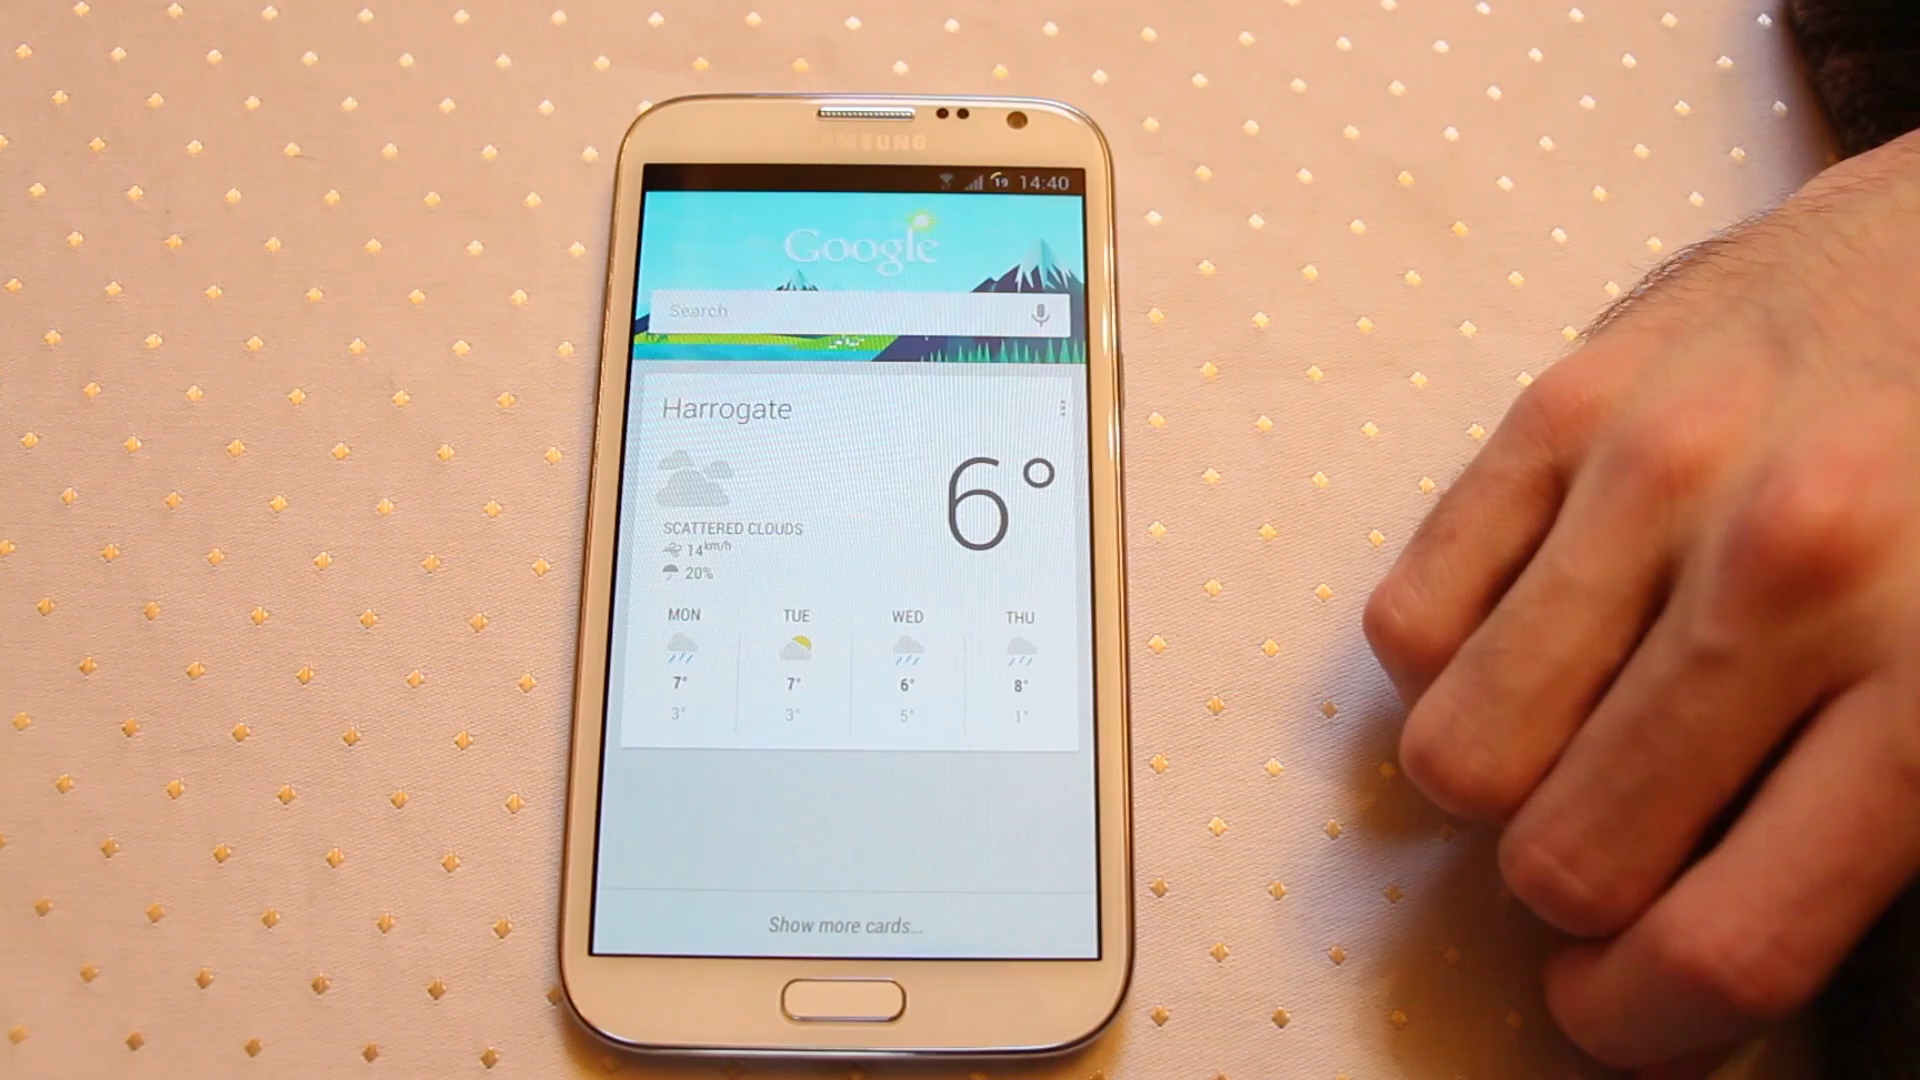 SAMSUNG
19 14:40
Google
Search
Harrogate
6°
SCATTERED CLOUDS
14km/h
20%
MON TUE WED THU
7° 7° 6° 8°
3° 3° 5° 1°
Show more cards...